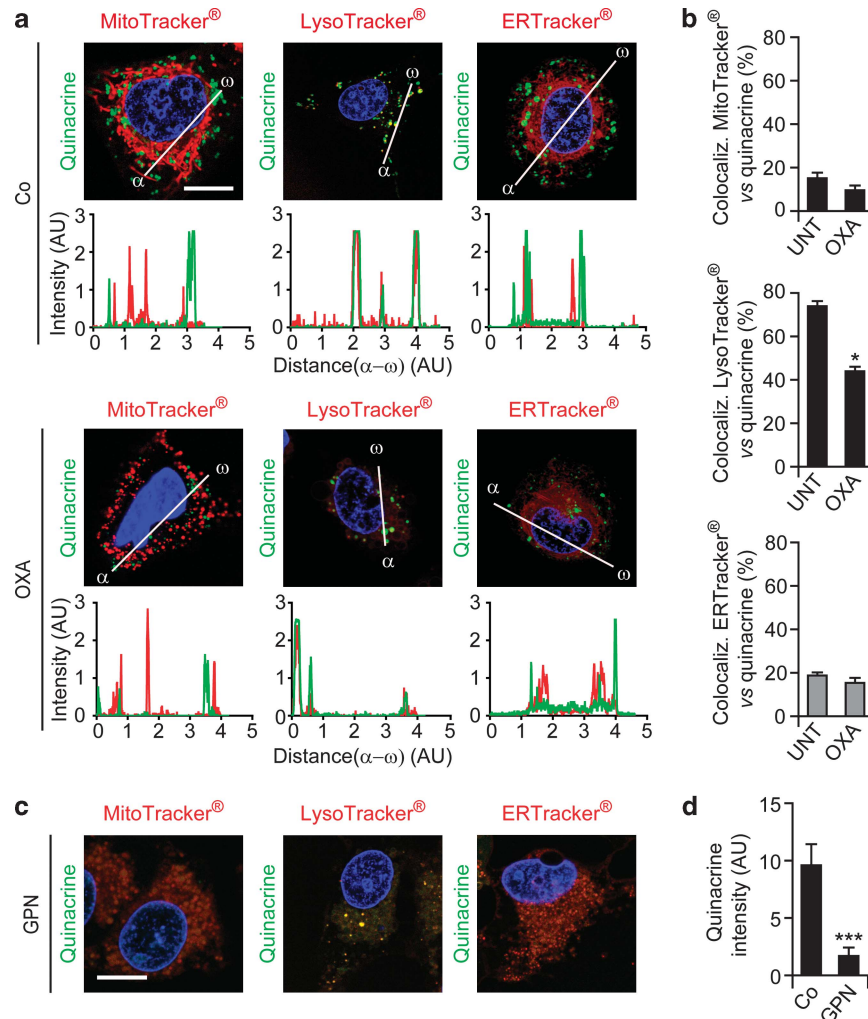 a
MitoTracker® LysoTracker® ERTracker®
Co
Quinacrine Quinacrine Quinacrine
α ω α ω α ω
Intensity (AU)
3
2
1
0
0 1 2 3 4 5 0 1 2 3 4 5 0 1 2 3 4 5
Distance(α–ω) (AU)
MitoTracker® LysoTracker® ERTracker®
OXA
Quinacrine Quinacrine Quinacrine
α ω ω α α ω
Intensity (AU)
3
2
1
0
0 1 2 3 4 5 0 1 2 3 4 5 0 1 2 3 4 5
Distance(α–ω) (AU)
b
Colocaliz. MitoTracker®
vs quinacrine (%)
80
60
40
20
0
UNT OXA
Colocaliz. LysoTracker®
vs quinacrine (%)
80
60
40
20
0
*
UNT OXA
Colocaliz. ERTracker®
vs quinacrine (%)
80
60
40
20
0
UNT OXA
c
MitoTracker® LysoTracker® ERTracker®
GPN
Quinacrine Quinacrine Quinacrine
d
Quinacrine
intensity (AU)
15
10
5
0
***
Co GPN